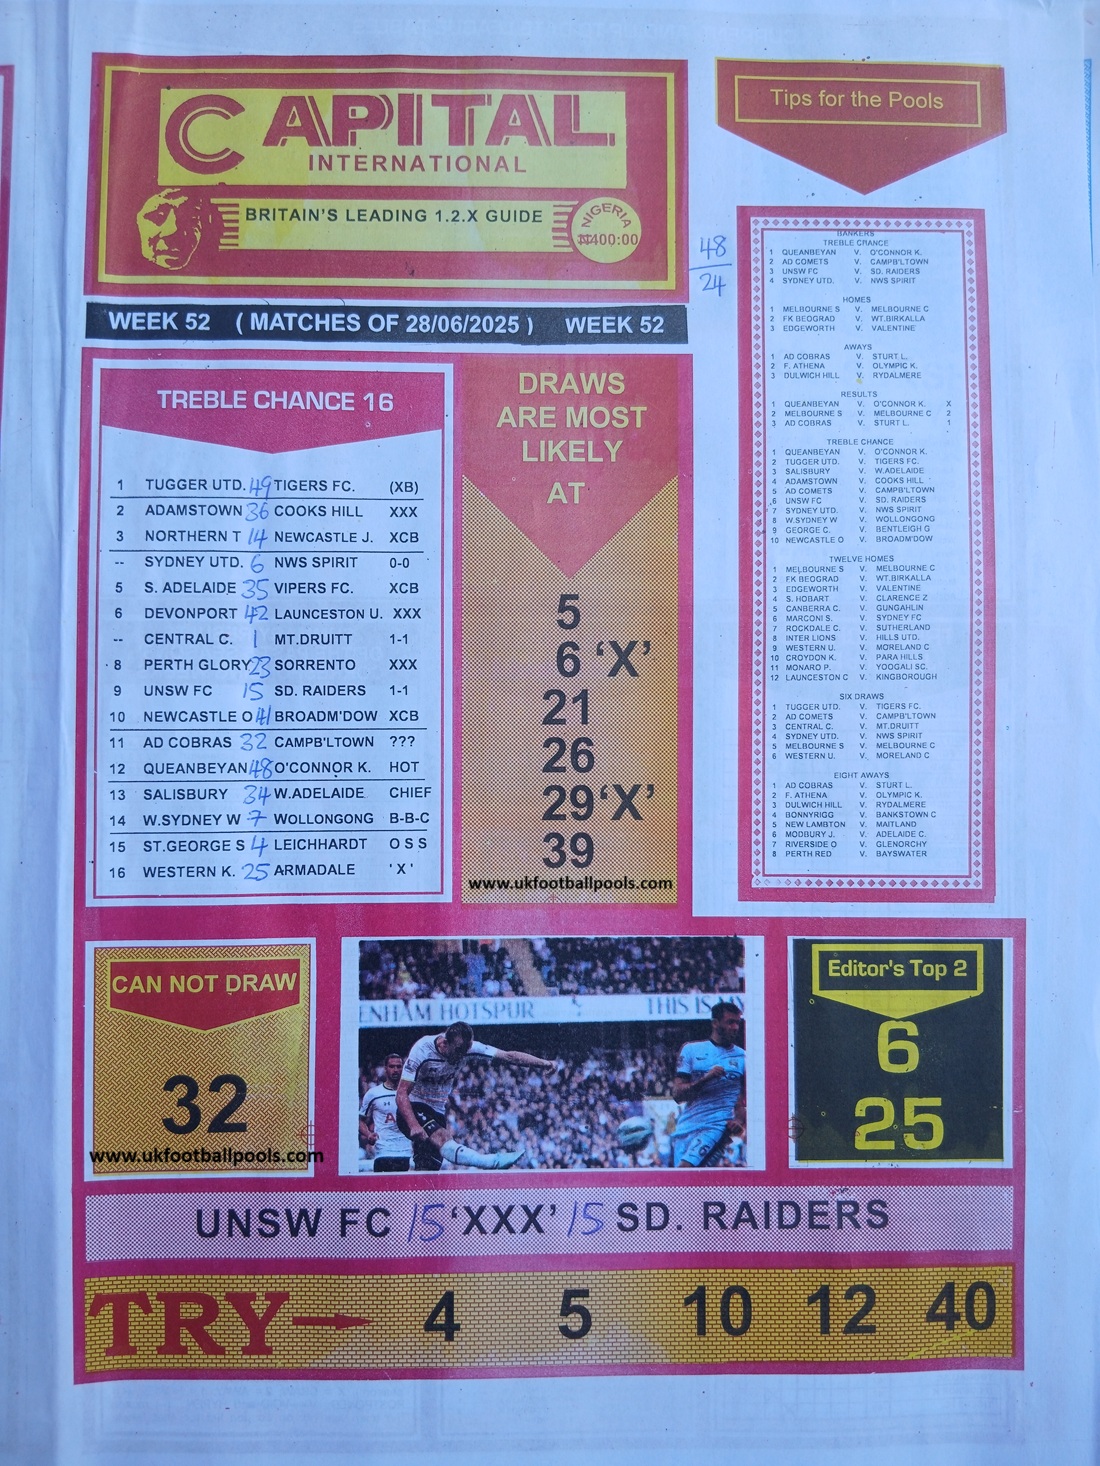 CAPITAL
INTERNATIONAL
BRITAIN'S LEADING 1.2.X GUIDE
NIGERIA
₦400:00
WEEK 52 ( MATCHES OF 28/06/2025 ) WEEK 52
TREBLE CHANCE 16
1 TUGGER UTD. 49 TIGERS FC. (XB)
2 ADAMSTOWN 36 COOKS HILL XXX
3 NORTHERN T 14 NEWCASTLE J. XCB
-- SYDNEY UTD. 6 NWS SPIRIT 0-0
5 S. ADELAIDE 35 VIPERS FC. XCB
6 DEVONPORT 42 LAUNCESTON U. XXX
-- CENTRAL C. 1 MT.DRUITT 1-1
8 PERTH GLORY 23 SORRENTO XXX
9 UNSW FC 15 SD. RAIDERS 1-1
10 NEWCASTLE O 41 BROADM'DOW XCB
11 AD COBRAS 32 CAMPB'LTOWN ???
12 QUEANBEYAN 48 O'CONNOR K. HOT
13 SALISBURY 34 W.ADELAIDE CHIEF
14 W.SYDNEY W 7 WOLLONGONG B-B-C
15 ST.GEORGE S 4 LEICHHARDT O S S
16 WESTERN K. 25 ARMADALE 'X'
DRAWS
ARE MOST
LIKELY
AT
5
6 'X'
21
26
29 'X'
39
www.ukfootballpools.com
48
24
Tips for the Pools
BANKERS
TREBLE CHANCE
1 QUEANBEYAN V. O'CONNOR K.
2 AD COMETS V. CAMPB'LTOWN
3 UNSW FC V. SD. RAIDERS
4 SYDNEY UTD. V. NWS SPIRIT
HOMES
1 MELBOURNE S V. MELBOURNE C
2 FK BEOGRAD V. WT.BIRKALLA
3 EDGEWORTH V. VALENTINE
AWAYS
1 AD COBRAS V. STURT L.
2 F. ATHENA V. OLYMPIC K.
3 DULWICH HILL V. RYDALMERE
RESULTS
1 QUEANBEYAN V. O'CONNOR K. X
2 MELBOURNE S V. MELBOURNE C 2
3 AD COBRAS V. STURT L. 1
TREBLE CHANCE
1 QUEANBEYAN V. O'CONNOR K.
2 TUGGER UTD. V. TIGERS FC.
3 SALISBURY V. W.ADELAIDE
4 ADAMSTOWN V. COOKS HILL
5 AD COMETS V. CAMPB'LTOWN
6 UNSW FC V. SD. RAIDERS
7 SYDNEY UTD. V. NWS SPIRIT
8 W.SYDNEY W V. WOLLONGONG
9 GEORGE C. V. BENTLEIGH G
10 NEWCASTLE O V. BROADM'DOW
TWELVE HOMES
1 MELBOURNE S V. MELBOURNE C
2 FK BEOGRAD V. WT.BIRKALLA
3 EDGEWORTH V. VALENTINE
4 S. HOBART V. CLARENCE Z
5 CANBERRA C. V. GUNGAHLIN
6 MARCONI S. V. SYDNEY FC
7 ROCKDALE C. V. SUTHERLAND
8 INTER LIONS V. HILLS UTD.
9 WESTERN U. V. MORELAND C
10 CROYDON K. V. PARA HILLS
11 MONARO P. V. YOOGALI SC.
12 LAUNCESTON C V. KINGBOROUGH
SIX DRAWS
1 TUGGER UTD. V. TIGERS FC.
2 AD COMETS V. CAMPB'LTOWN
3 CENTRAL C. V. MT.DRUITT
4 SYDNEY UTD. V. NWS SPIRIT
5 MELBOURNE S V. MELBOURNE C
6 WESTERN U. V. MORELAND C
EIGHT AWAYS
1 AD COBRAS V. STURT L.
2 F. ATHENA V. OLYMPIC K.
3 DULWICH HILL V. RYDALMERE
4 BONNYRIGG V. BANKSTOWN C
5 NEW LAMBTON V. MAITLAND
6 MODBURY J. V. ADELAIDE C.
7 RIVERSIDE O V. GLENORCHY
8 PERTH RED V. BAYSWATER
CAN NOT DRAW
32
www.ukfootballpools.com
ENHAM HOTSPUR THIS IS MY
Editor's Top 2
6
25
UNSW FC 15 'XXX' 15 SD. RAIDERS
TRY 4 5 10 12 40